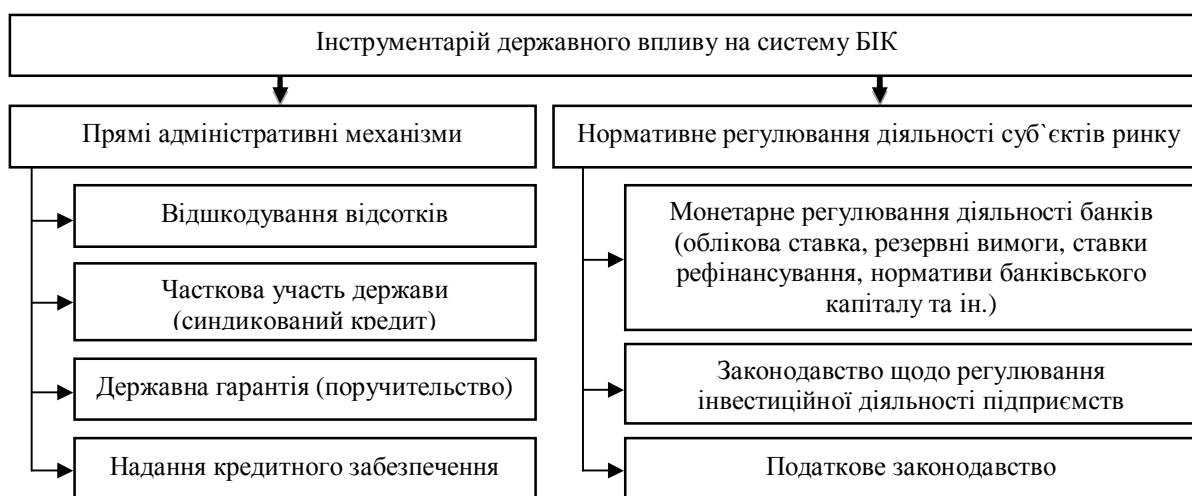 Інструментарій державного впливу на систему БІК
Прямі адміністративні механізми
Відшкодування відсотків
Часткова участь держави
(синдикований кредит)
Державна гарантія (поручительство)
Надання кредитного забезпечення
Нормативне регулювання діяльності суб`єктів ринку
Монетарне регулювання діяльності банків
(облікова ставка, резервні вимоги, ставки
рефінансування, нормативи банківського
капіталу та ін.)
Законодавство щодо регулювання
інвестиційної діяльності підприємств
Податкове законодавство